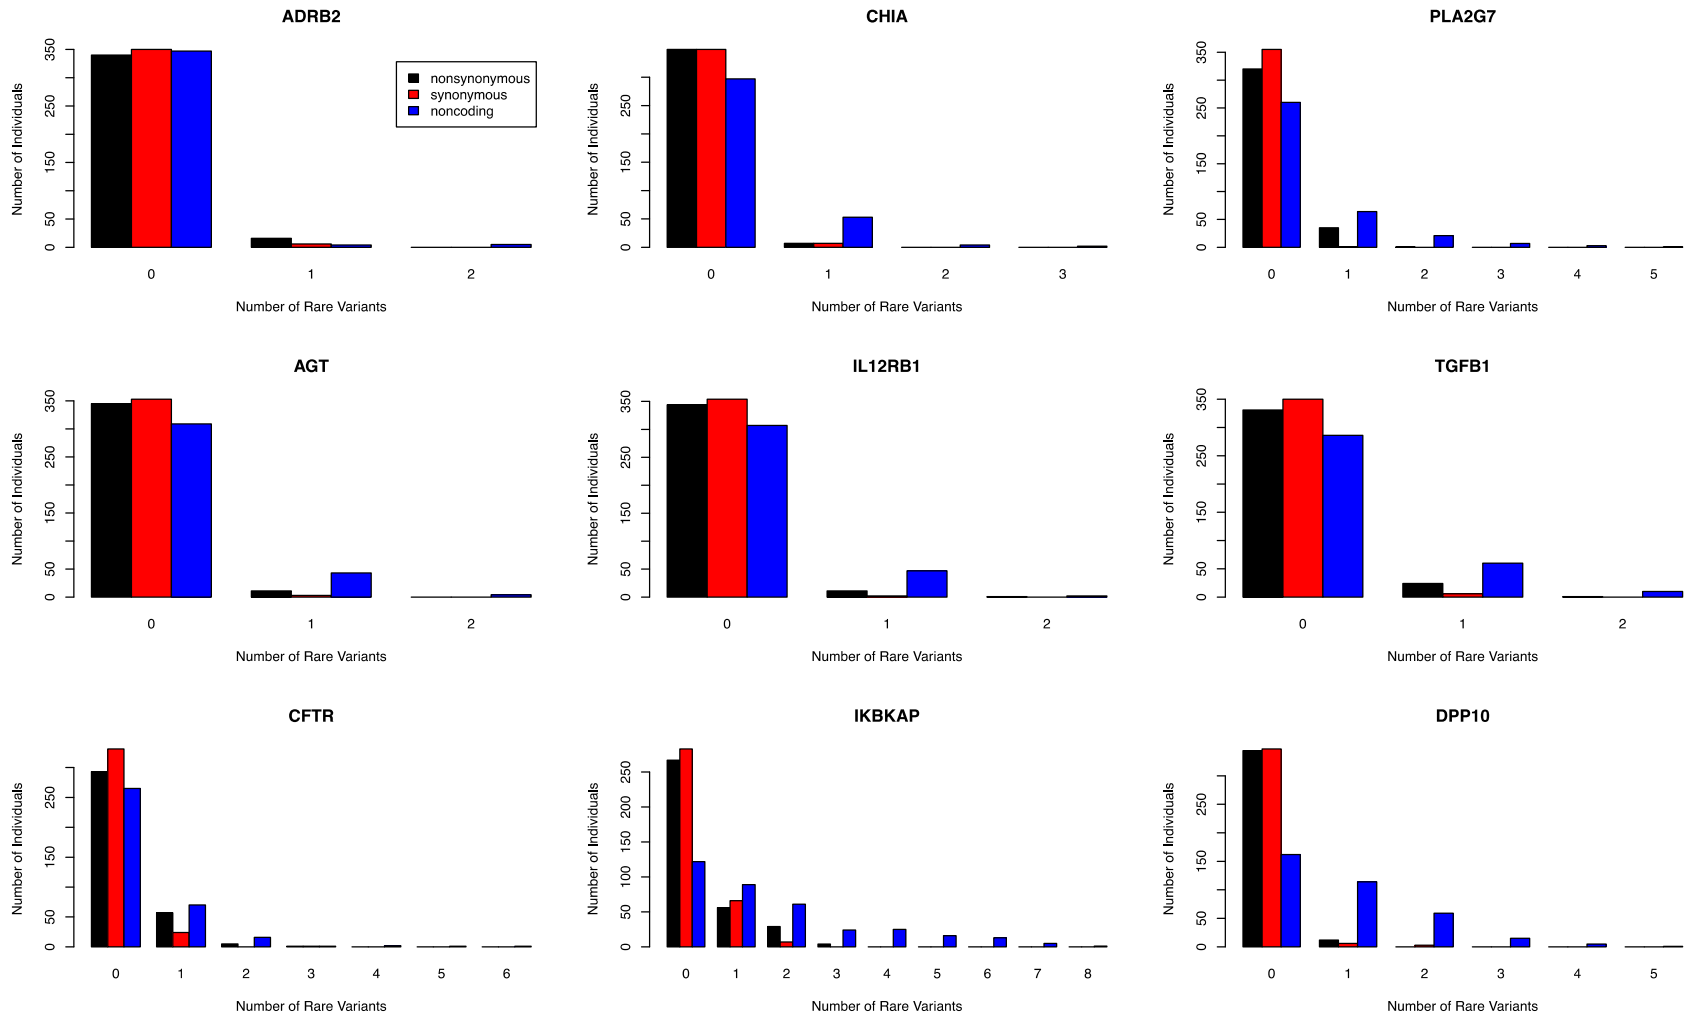 ADRB2
Number of Individuals
0 50 150 250 350
nonsynonymous
synonymous
noncoding
0 1 2
Number of Rare Variants
CHIA
Number of Individuals
0 50 150 250
0 1 2 3
Number of Rare Variants
PLA2G7
Number of Individuals
0 50 150 250 350
0 1 2 3 4 5
Number of Rare Variants
AGT
Number of Individuals
0 50 150 250 350
0 1 2
Number of Rare Variants
IL12RB1
Number of Individuals
0 50 150 250 350
0 1 2
Number of Rare Variants
TGFB1
Number of Individuals
0 50 150 250 350
0 1 2
Number of Rare Variants
CFTR
Number of Individuals
0 50 150 250
0 1 2 3 4 5 6
Number of Rare Variants
IKBKAP
Number of Individuals
0 50 100 150 200 250
0 1 2 3 4 5 6 7 8
Number of Rare Variants
DPP10
Number of Individuals
0 50 150 250
0 1 2 3 4 5
Number of Rare Variants